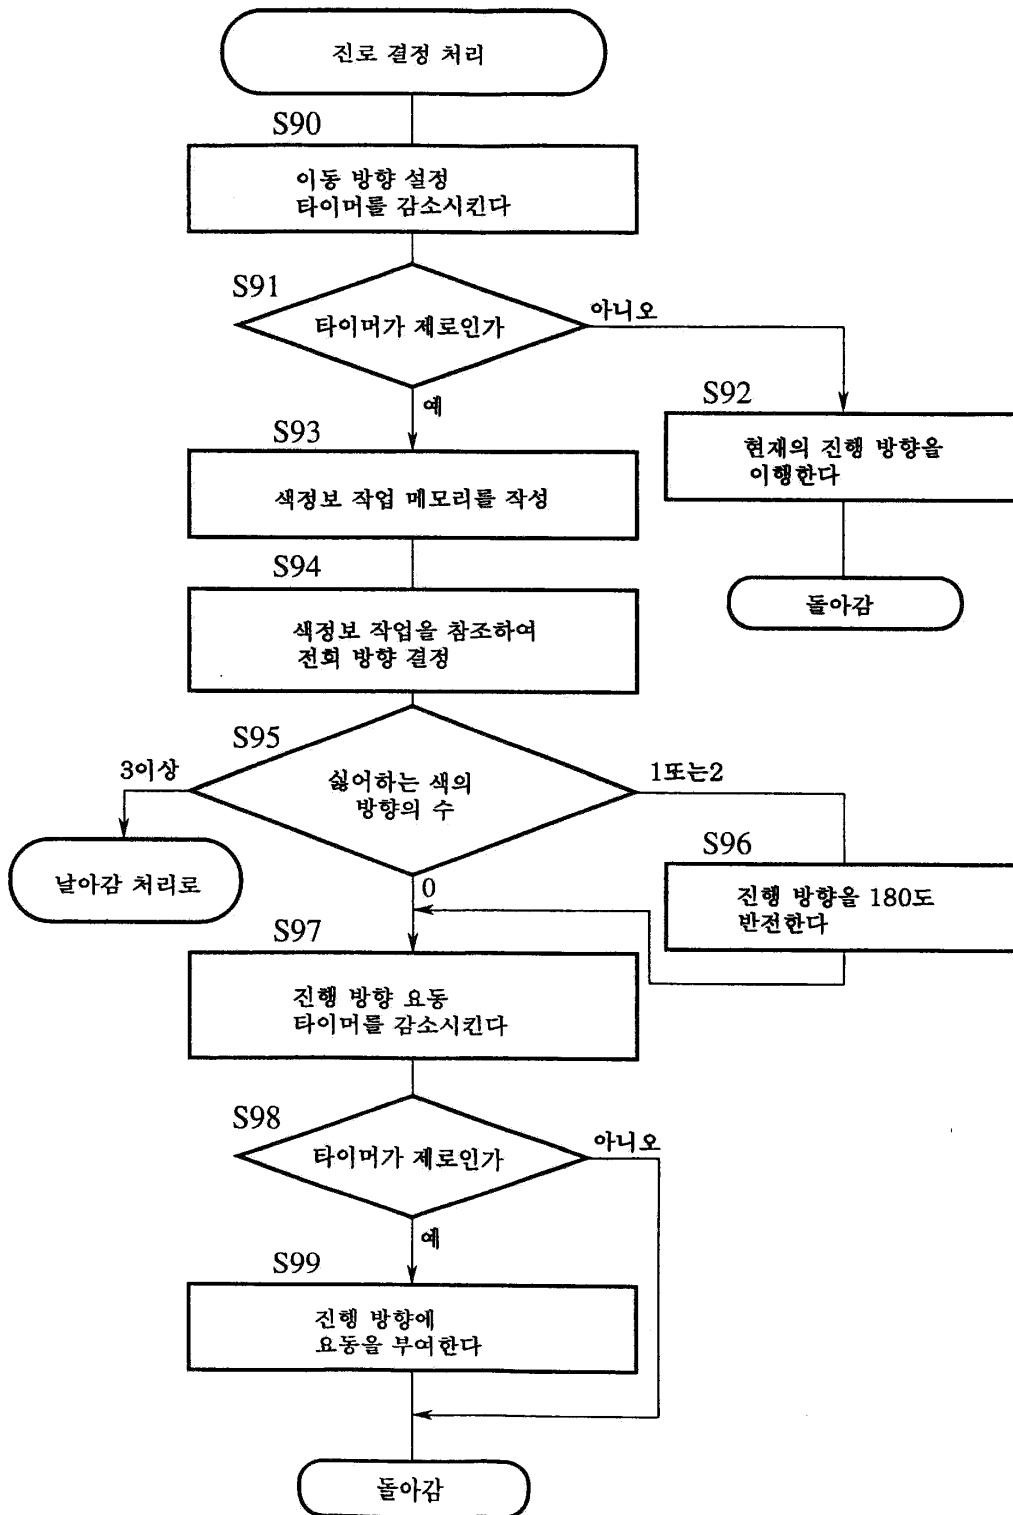 진로 결정 처리
S90
이동 방향 설정
타이머를 감소시킨다
S91
타이머가 제로인가
아니오
예
S92
현재의 진행 방향을
이행한다
돌아감
S93
색정보 작업 메모리를 작성
S94
색정보 작업을 참조하여
전회 방향 결정
S95
싫어하는 색의
방향의 수
3이상
1또는2
0
날아감 처리로
S96
진행 방향을 180도
반전한다
S97
진행 방향 요동
타이머를 감소시킨다
S98
타이머가 제로인가
아니오
예
S99
진행 방향에
요동을 부여한다
돌아감